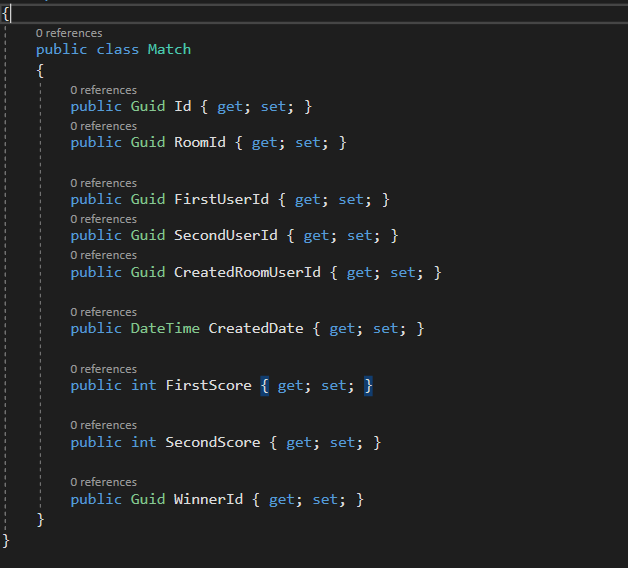 {
0 references
public class Match
{
0 references
public Guid Id { get; set; }
0 references
public Guid RoomId { get; set; }
0 references
public Guid FirstUserId { get; set; }
0 references
public Guid SecondUserId { get; set; }
0 references
public Guid CreatedRoomUserId { get; set; }
0 references
public DateTime CreatedDate { get; set; }
0 references
public int FirstScore { get; set; }
0 references
public int SecondScore { get; set; }
0 references
public Guid WinnerId { get; set; }
}
}